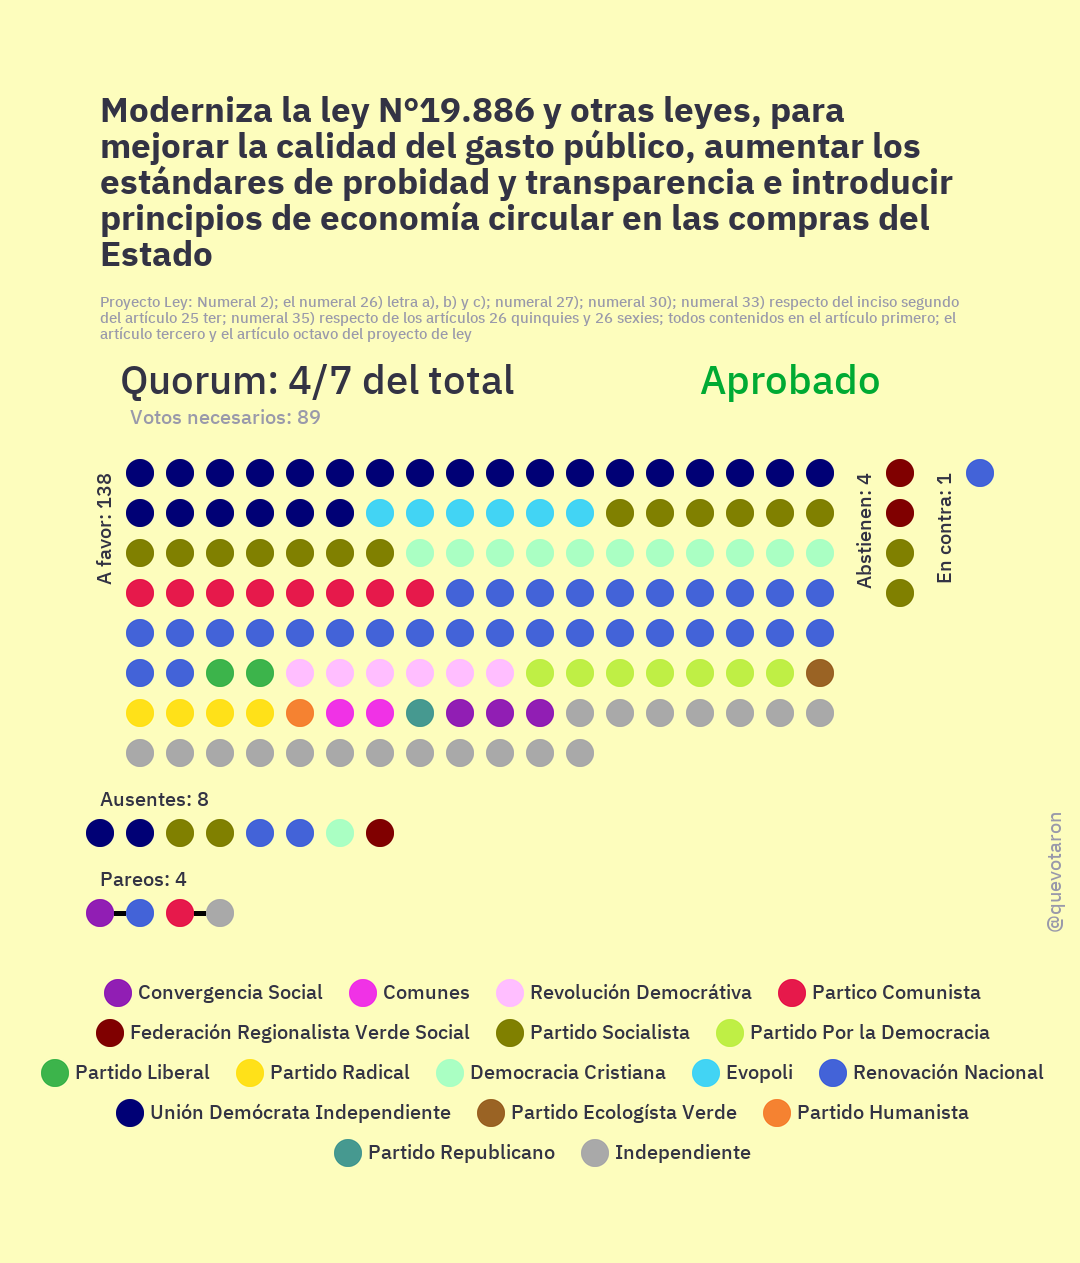 Moderniza la ley Nº19.886 y otras leyes, para
mejorar la calidad del gasto público, aumentar los
estándares de probidad y transparencia e introducir
principios de economía circular en las compras del
Estado
Proyecto Ley: Numeral 2); el numeral 26) letra a), b) y c); numeral 27); numeral 30); numeral 33) respecto del inciso segundo
del artículo 25 ter; numeral 35) respecto de los artículos 26 quinquies y 26 sexies; todos contenidos en el artículo primero; el
artículo tercero y el artículo octavo del proyecto de ley
Quorum: 4/7 del total
Aprobado
Votos necesarios: 89
A favor: 138
Abstienen: 4
En contra: 1
Ausentes: 8
Pareos: 4
@quevotaron
Convergencia Social Comunes Revolución Democrátiva Partico Comunista
Federación Regionalista Verde Social Partido Socialista Partido Por la Democracia
Partido Liberal Partido Radical Democracia Cristiana Evopoli Renovación Nacional
Unión Demócrata Independiente Partido Ecologísta Verde Partido Humanista
Partido Republicano Independiente